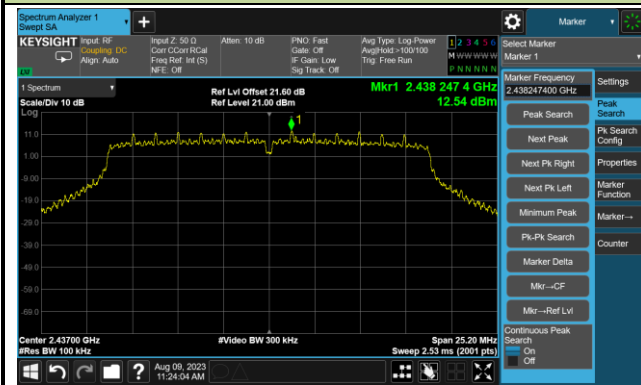 Spectrum Analyzer 1
Swept SA
+
Marker
KEYSIGHT
Input: RF
Coupling: DC
Align: Auto
Input Z: 50 Ω
Corr CCorr RCal
Freq Ref: Int (S)
NFE: Off
Atten: 10 dB
PNO: Fast
Gate: Off
IF Gain: Low
Sig Track: Off
Avg Type: Log-Power
Avg|Hold:>100/100
Trig: Free Run
1 2 3 4 5 6
M W W W W W
P N N N N N
Select Marker
Marker 1
1 Spectrum
Scale/Div 10 dB
Log
Ref Lvl Offset 21.60 dB
Ref Level 21.00 dBm
Mkr1 2.438 247 4 GHz
12.54 dBm
1
11.0
1.00
-9.00
-19.0
-29.0
-39.0
-49.0
-59.0
-69.0
Center 2.43700 GHz
#Res BW 100 kHz
#Video BW 300 kHz
Span 25.20 MHz
Sweep 2.53 ms (2001 pts)
Marker Frequency
2.438247400 GHz
Peak Search
Next Peak
Next Pk Right
Next Pk Left
Minimum Peak
Pk-Pk Search
Marker Delta
Mkr→CF
Mkr→Ref Lvl
Continuous Peak
Search
On
Off
Settings
Peak
Search
Pk Search
Config
Properties
Marker
Function
Marker→
Counter
?
Aug 09, 2023
11:24:04 AM